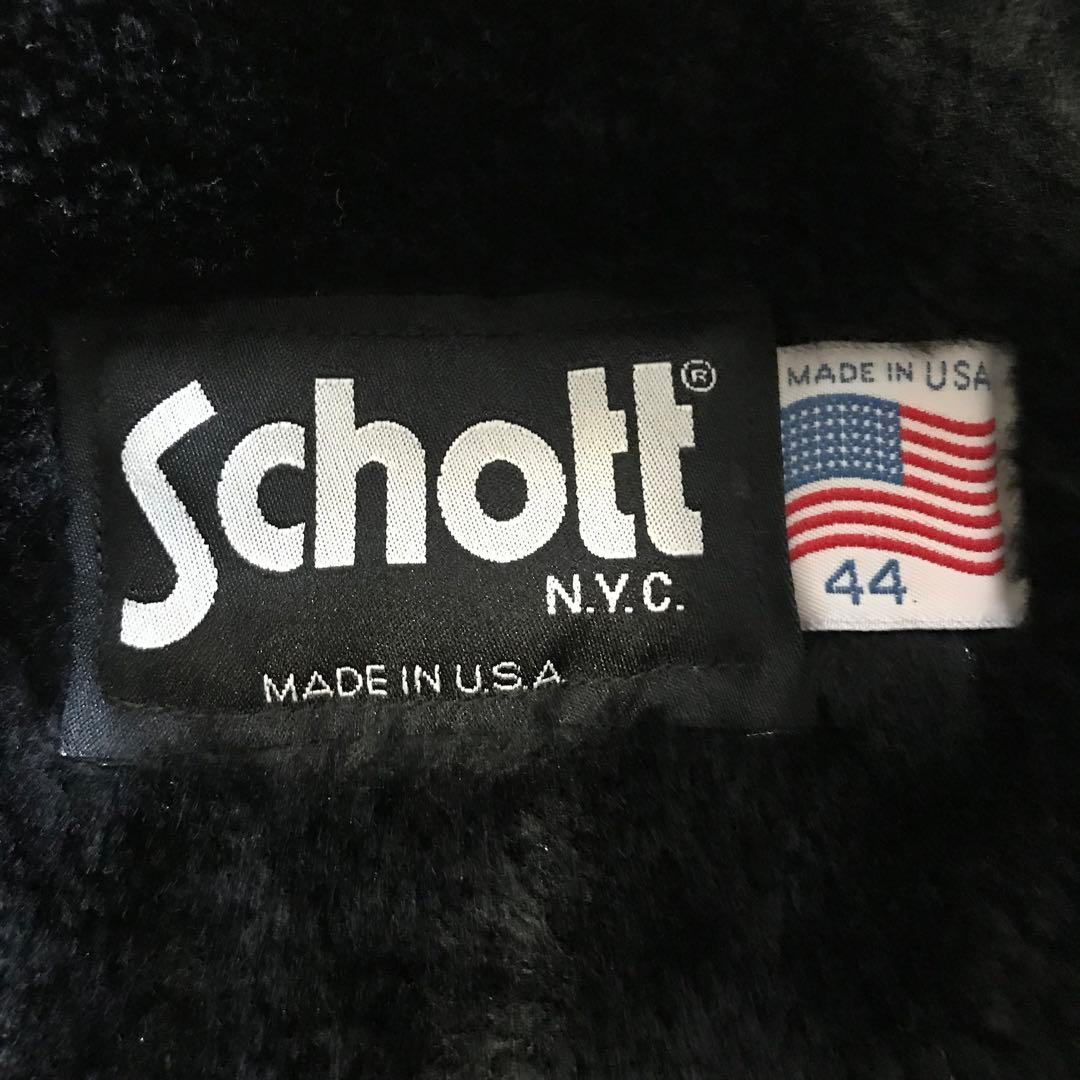 Schott®
N.Y.C.
MADE IN U.S.A
MADE IN USA
44